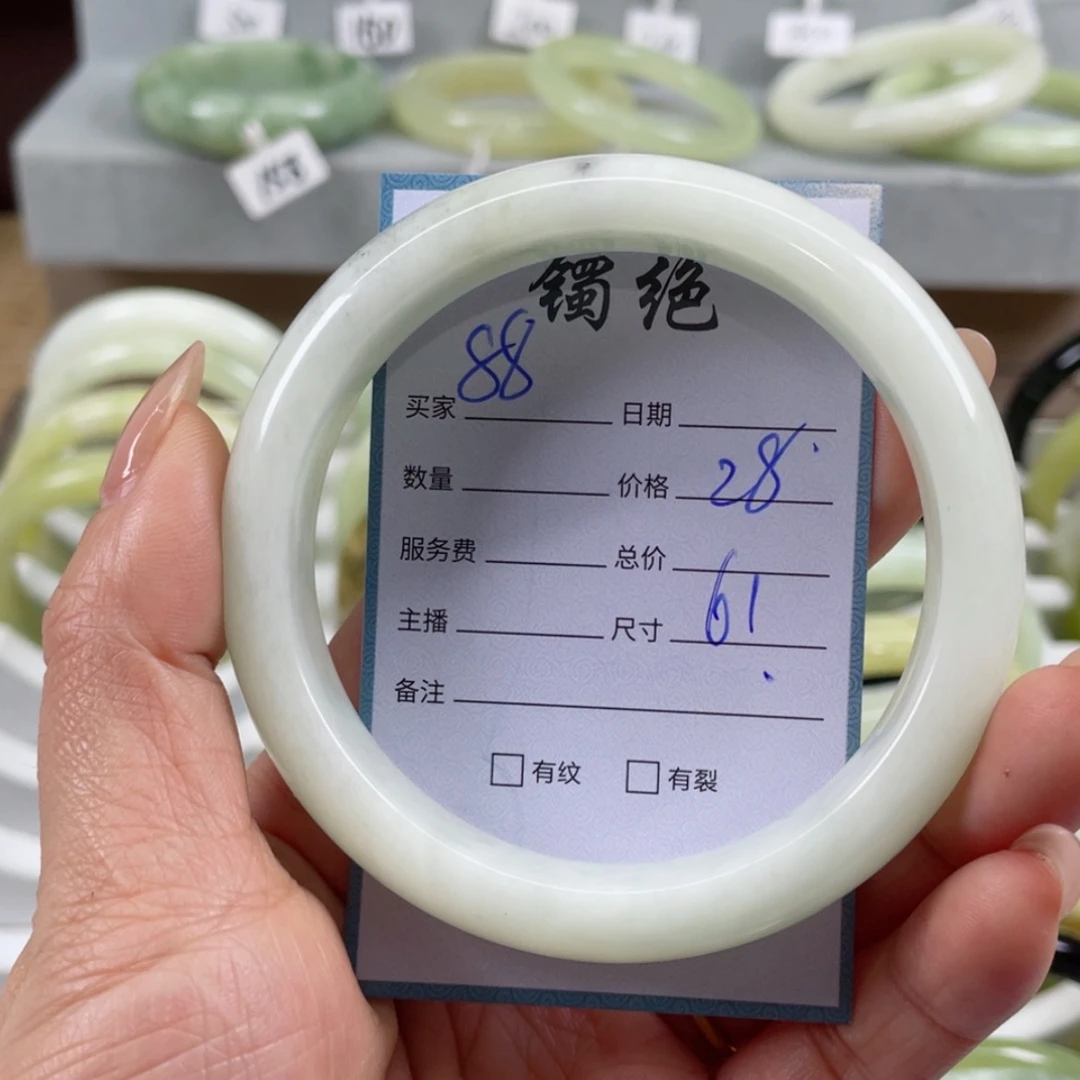 158
镯绝
买家 88 日期
数量 价格 28
服务费 总价
主播 尺寸 61
备注
□ 有纹 □ 有裂